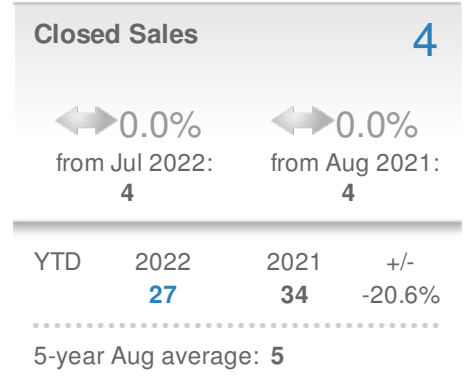 Closed Sales 4
0.0% 0.0%
from Jul 2022: from Aug 2021:
4 4
YTD 2022 2021 +/-
27 34 -20.6%
5-year Aug average: 5